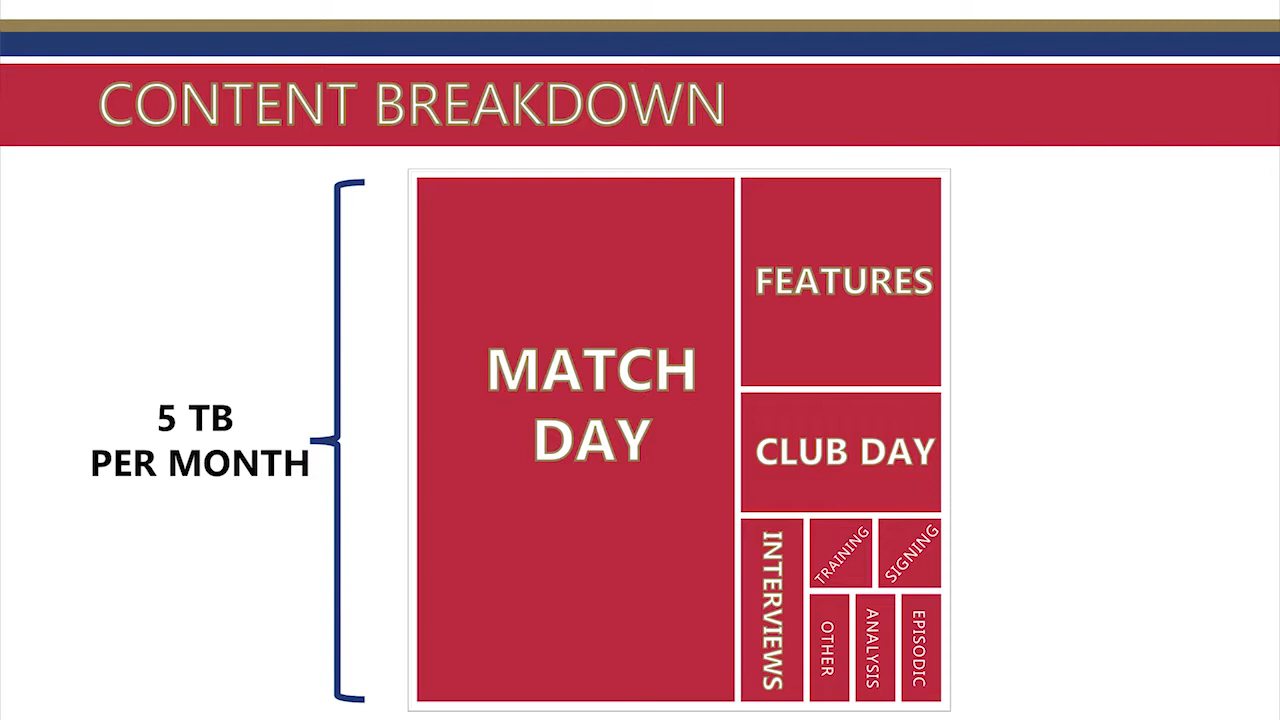 CONTENT BREAKDOWN
5 TB
PER MONTH
MATCH
DAY
FEATURES
CLUB DAY
INTERVIEWS
TRAINING
SIGNING
OTHER
ANALYSIS
EPISODIC